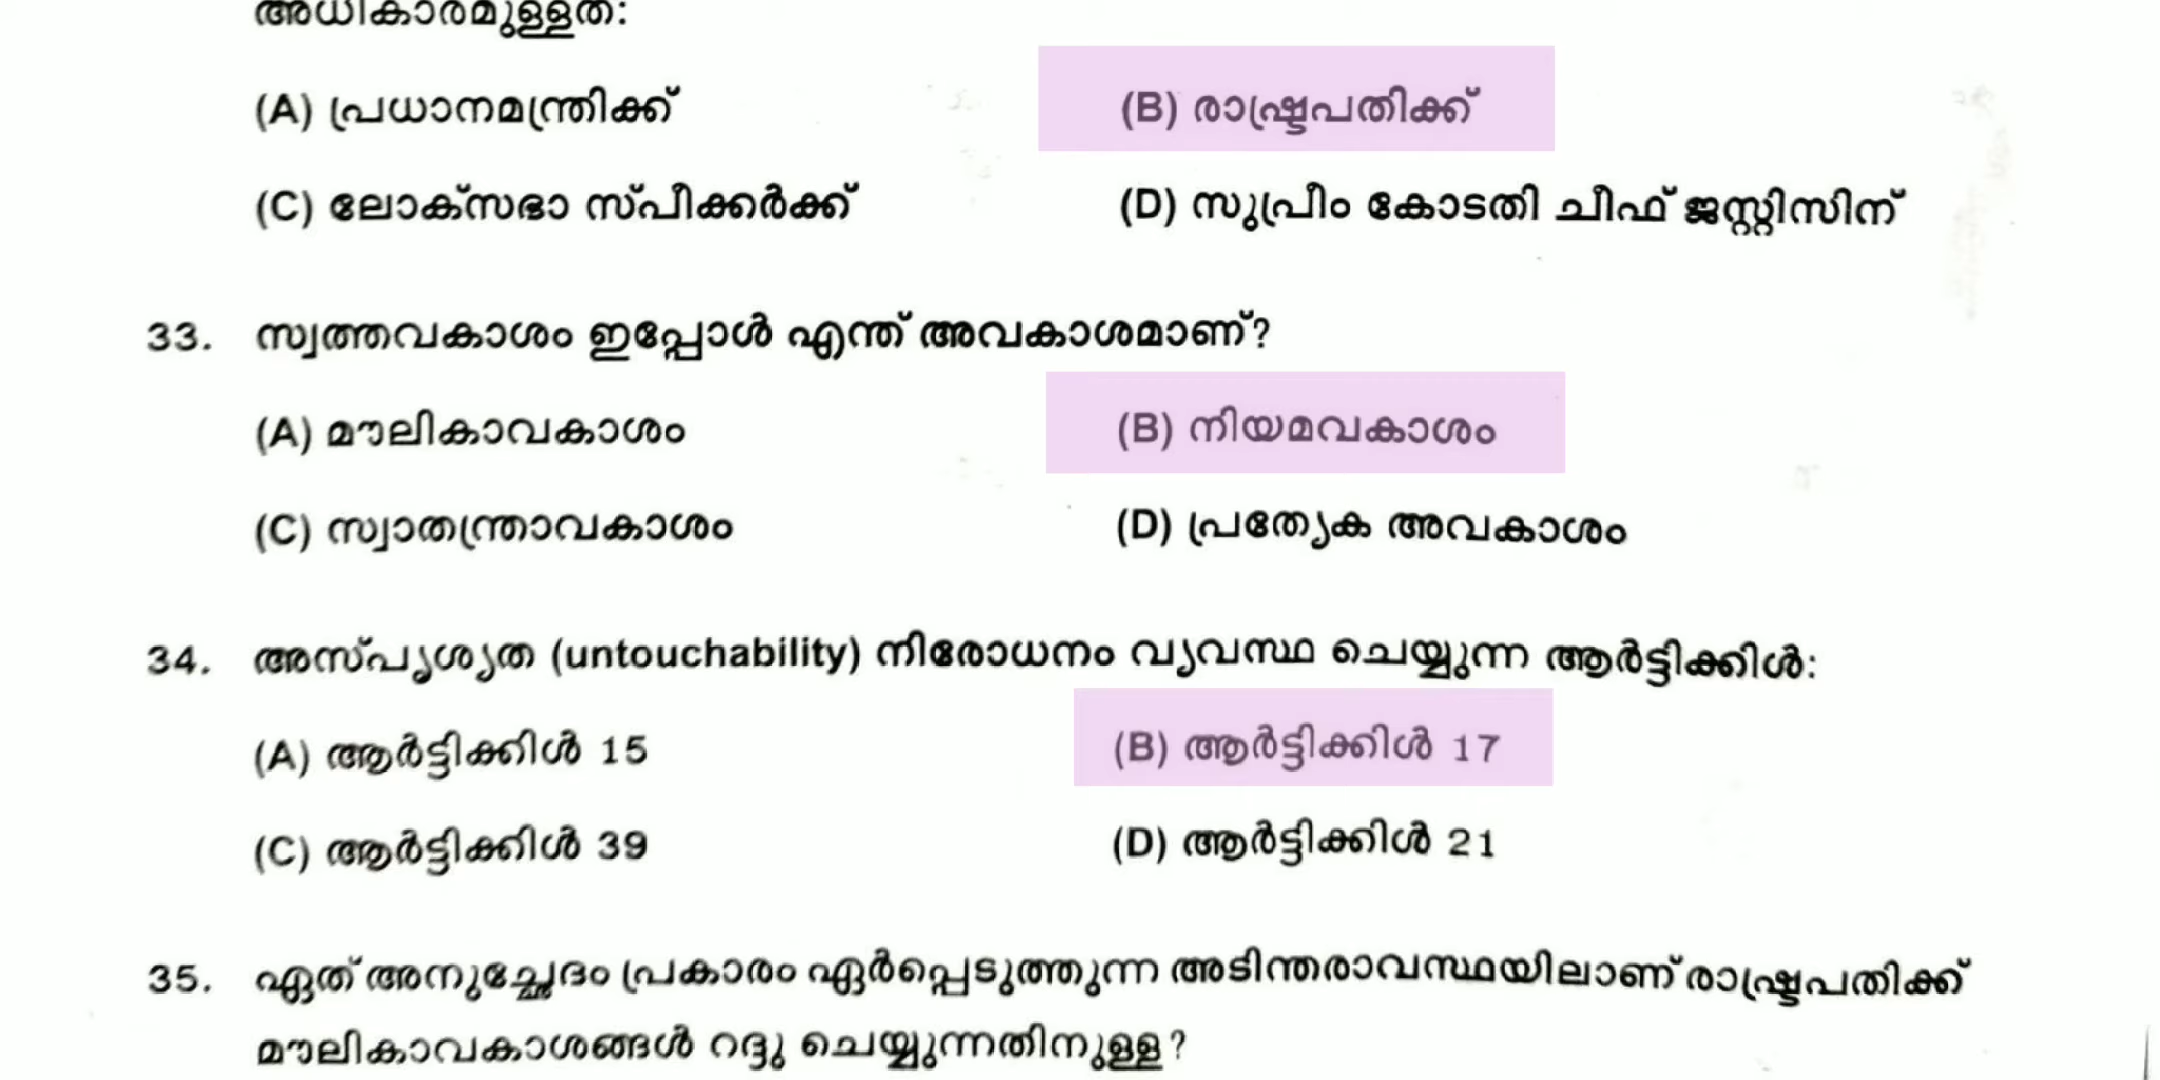 അധികാരമുള്ളത്:
(A) പ്രധാനമന്ത്രിക്ക് (B) രാഷ്ട്രപതിക്ക്
(C) ലോക്സഭാ സ്പീക്കർക്ക് (D) സുപ്രീം കോടതി ചീഫ് ജസ്റ്റിസിന്
33. സ്വത്തവകാശം ഇപ്പോൾ എന്ത് അവകാശമാണ്?
(A) മൗലികാവകാശം (B) നിയമവകാശം
(C) സ്വാതന്ത്രാവകാശം (D) പ്രത്യേക അവകാശം
34. അസ്പൃശ്യത (untouchability) നിരോധനം വ്യവസ്ഥ ചെയ്യുന്ന ആർട്ടിക്കിൾ:
(A) ആർട്ടിക്കിൾ 15 (B) ആർട്ടിക്കിൾ 17
(C) ആർട്ടിക്കിൾ 39 (D) ആർട്ടിക്കിൾ 21
35. ഏത് അനുച്ഛേദം പ്രകാരം ഏർപ്പെടുത്തുന്ന അടിന്തരാവസ്ഥയിലാണ് രാഷ്ട്രപതിക്ക്
മൗലികാവകാശങ്ങൾ റദ്ദു ചെയ്യുന്നതിനുള്ള?